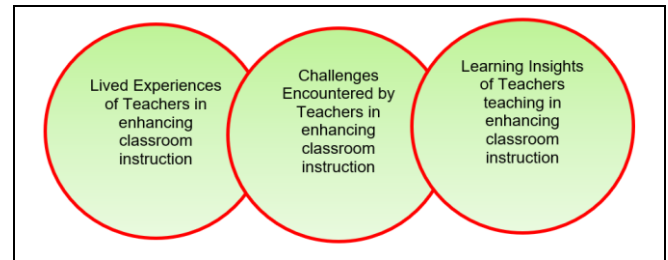 Lived Experiences
of Teachers in
enhancing
classroom
instruction
Challenges
Encountered by
Teachers in
enhancing
classroom
instruction
Learning Insights
of Teachers
teaching in
enhancing
classroom
instruction